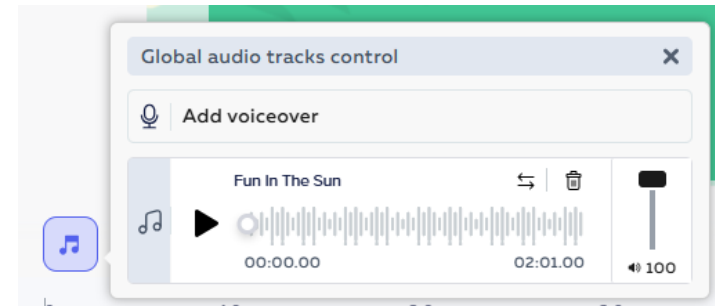 Global audio tracks control
Add voiceover
Fun In The Sun
00:00.00
02:01.00
100